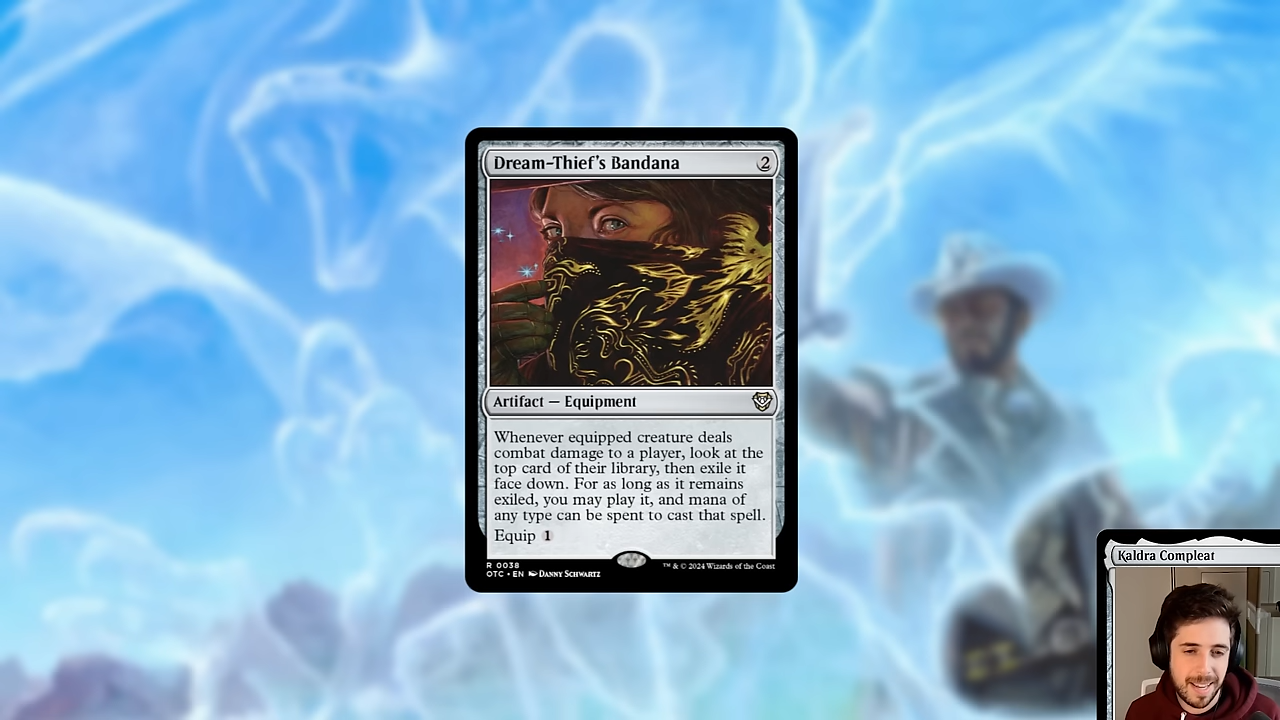 Dream-Thief's Bandana 2
Artifact — Equipment
Whenever equipped creature deals
combat damage to a player, look at the
top card of their library, then exile it
face down. For as long as it remains
exiled, you may play it, and mana of
any type can be spent to cast that spell.
Equip 1
R 0038
OTC • EN Danny Schwartz
™ & © 2024 Wizards of the Coast
Kaldra Compleat